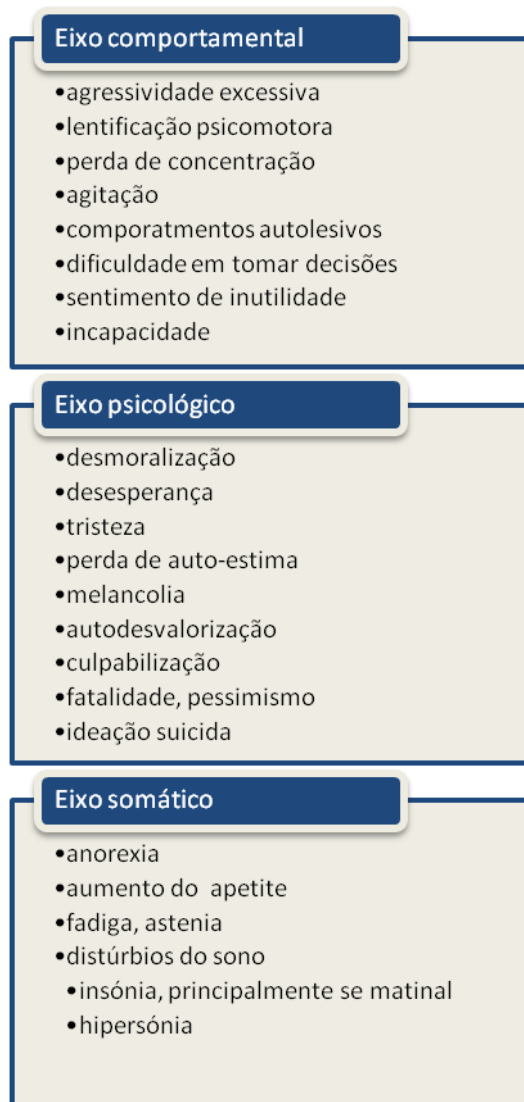 Eixo comportamental
•agressividade excessiva
•lentificação psicomotora
•perda de concentração
•agitação
•comporatmentos autolesivos
•dificuldade em tomar decisões
•sentimento de inutilidade
•incapacidade
Eixo psicológico
•desmoralização
•desesperança
•tristeza
•perda de auto-estima
•melancolia
•autodesvalorização
•culpabilização
•fatalidade, pessimismo
•ideação suicida
Eixo somático
•anorexia
•aumento do apetite
•fadiga, astenia
•distúrbios do sono
•insónia, principalmente se matinal
•hipersónia